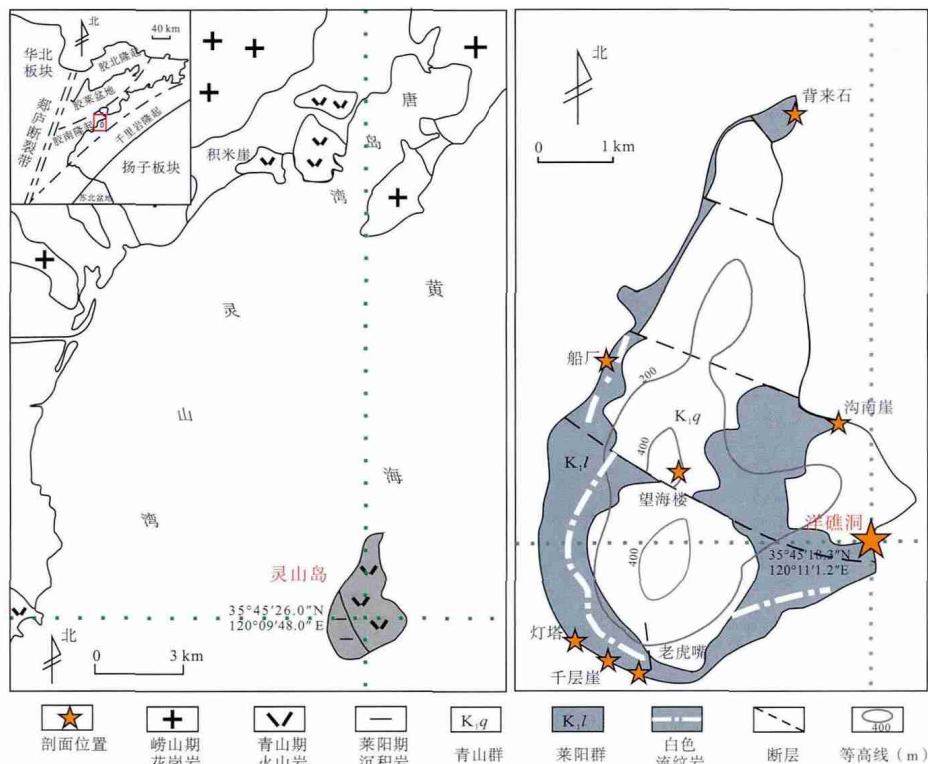 北
40 km
华北
板块
胶北隆起
胶莱盆地
郯庐断裂带
胶南隆起
千里岩隆起
扬子板块
苏北盆地
积米崖
唐
岛
湾
灵
山
湾
黄
海
灵山岛
35°45′26.0″N
120°09′48.0″E
北
0 3 km
北
0 1 km
背来石
船厂
200
沟南崖
K₁q
400
K₁l
望海楼
洋礁洞
35°45′18.3″N
120°11′1.2″E
400
灯塔
老虎嘴
千层崖
K₁q
K₁l
400
剖面位置
崂山期
花岗岩
青山期
火山岩
莱阳期
沉积岩
青山群
莱阳群
白色
流纹岩
断层
等高线（m）